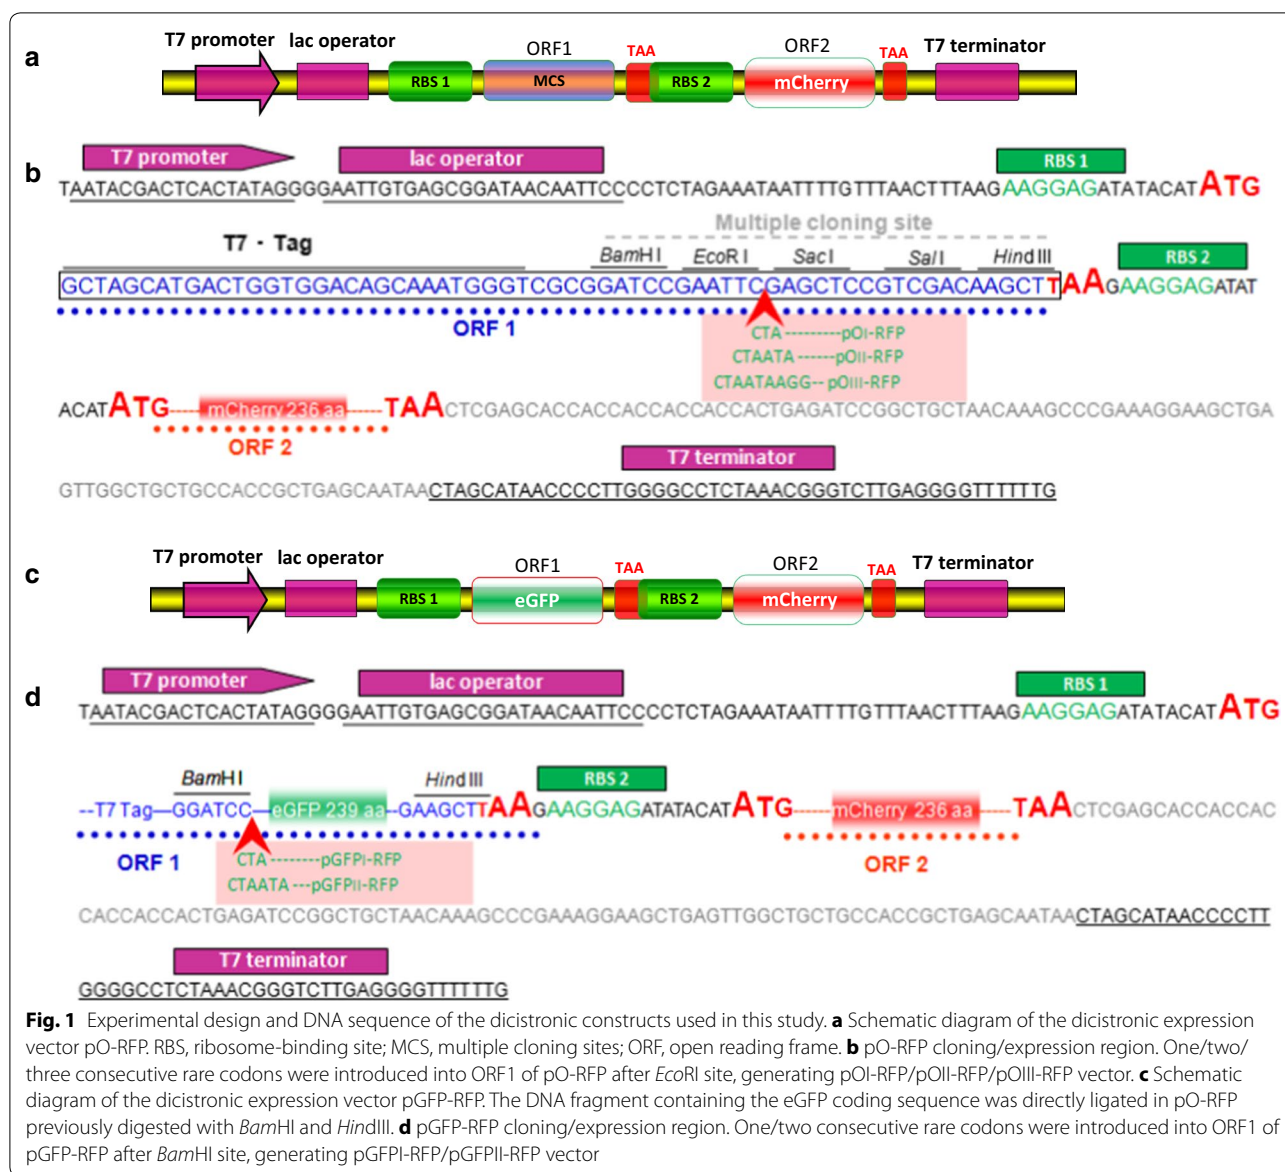 a
T7 promoter lac operator ORF1 TAA ORF2 TAA T7 terminator
RBS 1 MCS RBS 2 mCherry
b
T7 promoter lac operator RBS 1
TAATACGACTCACTATAGGGGAATTGTGAGCGGATAACAATTCCCCTCTAGAAATAATTTTGTTTAACTTTAAGAAGGAGATATACATATG
Multiple cloning site
T7 - Tag BamHI EcoRI SacI SalI HindIII RBS 2
GCTAGCATGACTGGTGGACAGCAAATGGGTCGCGGATCCGAATTCGAGCTCCGTCGACAAGCTTTAAGAAGGAGATAT
ORF 1
CTA ---------- pOI-RFP
CTAATA ------ pOII-RFP
CTAATAAGG-- pOIII-RFP
ACATATG-----mCherry 236 aa-----TAACTCGAGCACCACCACCACCACCACTGAGATCCGGCTGCTAACAAAGCCCGAAAGGAAGCTGA
ORF 2
T7 terminator
GTTGGCTGCTGCCACCGCTGAGCAATAACTAGCATAACCCCTTGGGGCCTCTAAACGGGTCTTGAGGGGTTTTTTG
c
T7 promoter lac operator ORF1 TAA ORF2 TAA T7 terminator
RBS 1 eGFP RBS 2 mCherry
d
T7 promoter lac operator RBS 1
TAATACGACTCACTATAGGGGAATTGTGAGCGGATAACAATTCCCCTCTAGAAATAATTTTGTTTAACTTTAAGAAGGAGATATACATATG
BamHI HindIII RBS 2
--T7 Tag—GGATCC—eGFP 239 aa-GAAGCTTTAAGAAGGAGATATACATATG------mCherry 236 aa-----TAACTCGAGCACCACCAC
ORF 1 ORF 2
CTA --------pGFPI-RFP
CTAATA ---pGFPII-RFP
CACCACCACTGAGATCCGGCTGCTAACAAAGCCCGAAAGGAAGCTGAGTTGGCTGCTGCCACCGCTGAGCAATAACTAGCATAACCCCTT
T7 terminator
GGGGCCTCTAAACGGGTCTTGAGGGGTTTTTTG
Fig. 1 Experimental design and DNA sequence of the dicistronic constructs used in this study. a Schematic diagram of the dicistronic expression
vector pO-RFP. RBS, ribosome-binding site; MCS, multiple cloning sites; ORF, open reading frame. b pO-RFP cloning/expression region. One/two/
three consecutive rare codons were introduced into ORF1 of pO-RFP after EcoRI site, generating pOI-RFP/pOII-RFP/pOIII-RFP vector. c Schematic
diagram of the dicistronic expression vector pGFP-RFP. The DNA fragment containing the eGFP coding sequence was directly ligated in pO-RFP
previously digested with BamHI and HindIII. d pGFP-RFP cloning/expression region. One/two consecutive rare codons were introduced into ORF1 of
pGFP-RFP after BamHI site, generating pGFPI-RFP/pGFPII-RFP vector